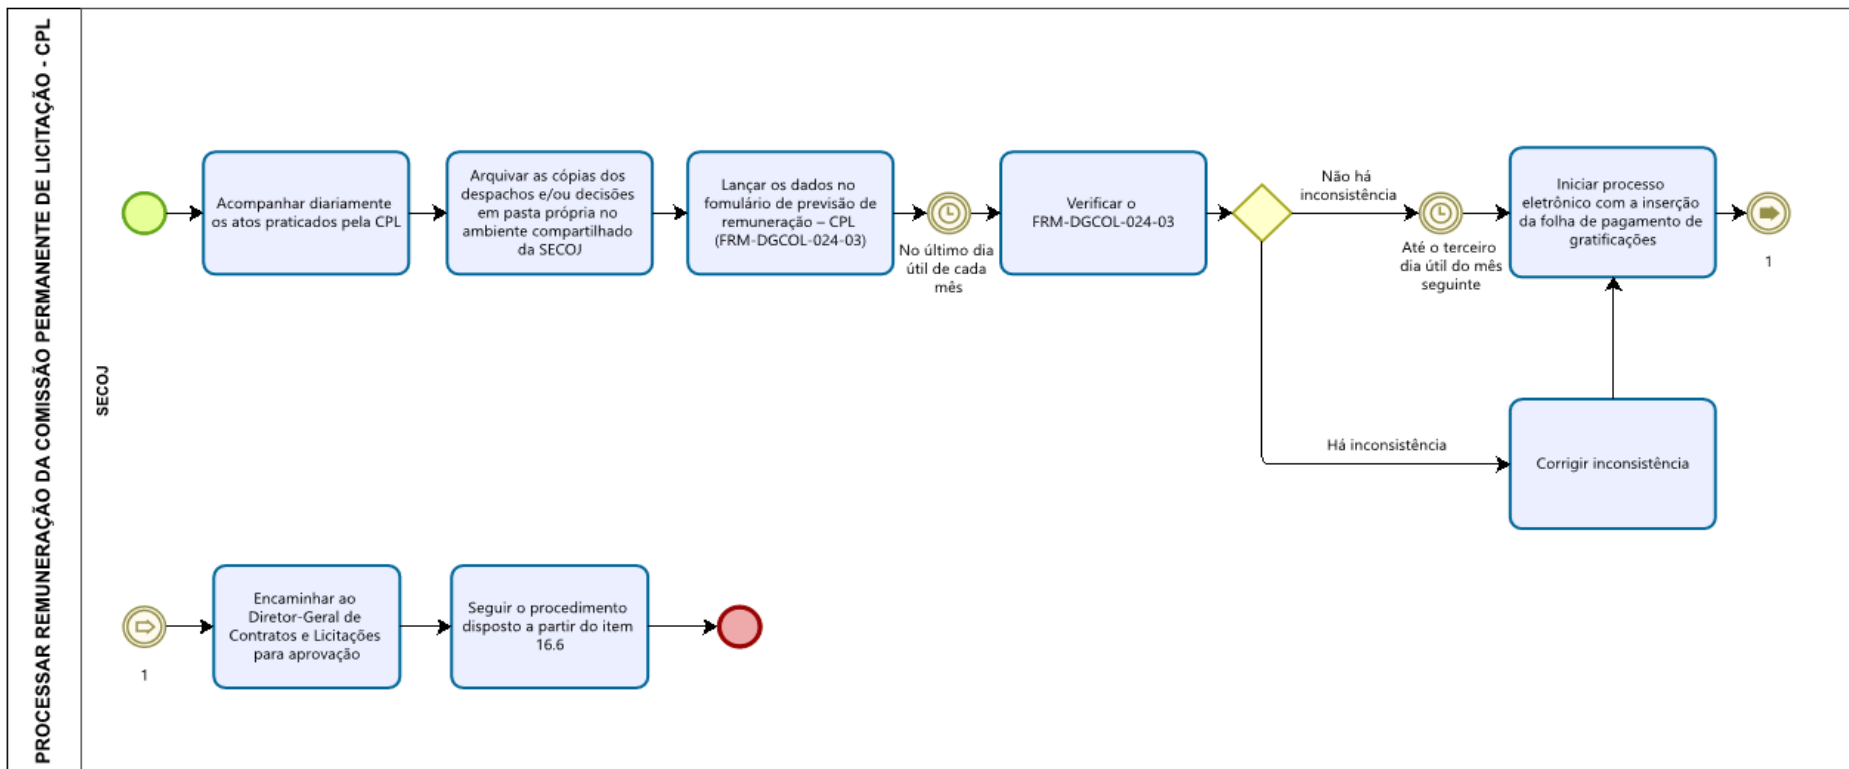 PROCESSAR REMUNERAÇÃO DA COMISSÃO PERMANENTE DE LICITAÇÃO - CPL
SECOJ
Acompanhar diariamente
os atos praticados pela CPL
Arquivar as cópias dos
despachos e/ou decisões
em pasta própria no
ambiente compartilhado
da SECOJ
Lançar os dados no
fomulário de previsão de
remuneração – CPL
(FRM-DGCOL-024-03)
No último dia
útil de cada
mês
Verificar o
FRM-DGCOL-024-03
Não há
inconsistência
Até o terceiro
dia útil do mês
seguinte
Iniciar processo
eletrônico com a inserção
da folha de pagamento de
gratificações
1
Há inconsistência
Corrigir inconsistência
1
Encaminhar ao
Diretor-Geral de
Contratos e Licitações
para aprovação
Seguir o procedimento
disposto a partir do item
16.6